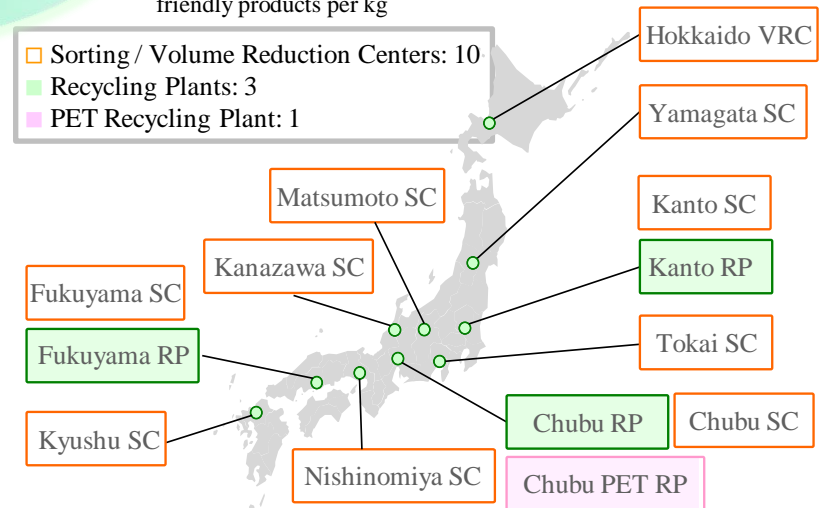 friendly products per kg
Sorting / Volume Reduction Centers: 10
Recycling Plants: 3
PET Recycling Plant: 1
Hokkaido VRC
Yamagata SC
Matsumoto SC
Kanto SC
Kanazawa SC
Kanto RP
Fukuyama SC
Fukuyama RP
Tokai SC
Chubu RP
Chubu SC
Kyushu SC
Nishinomiya SC
Chubu PET RP